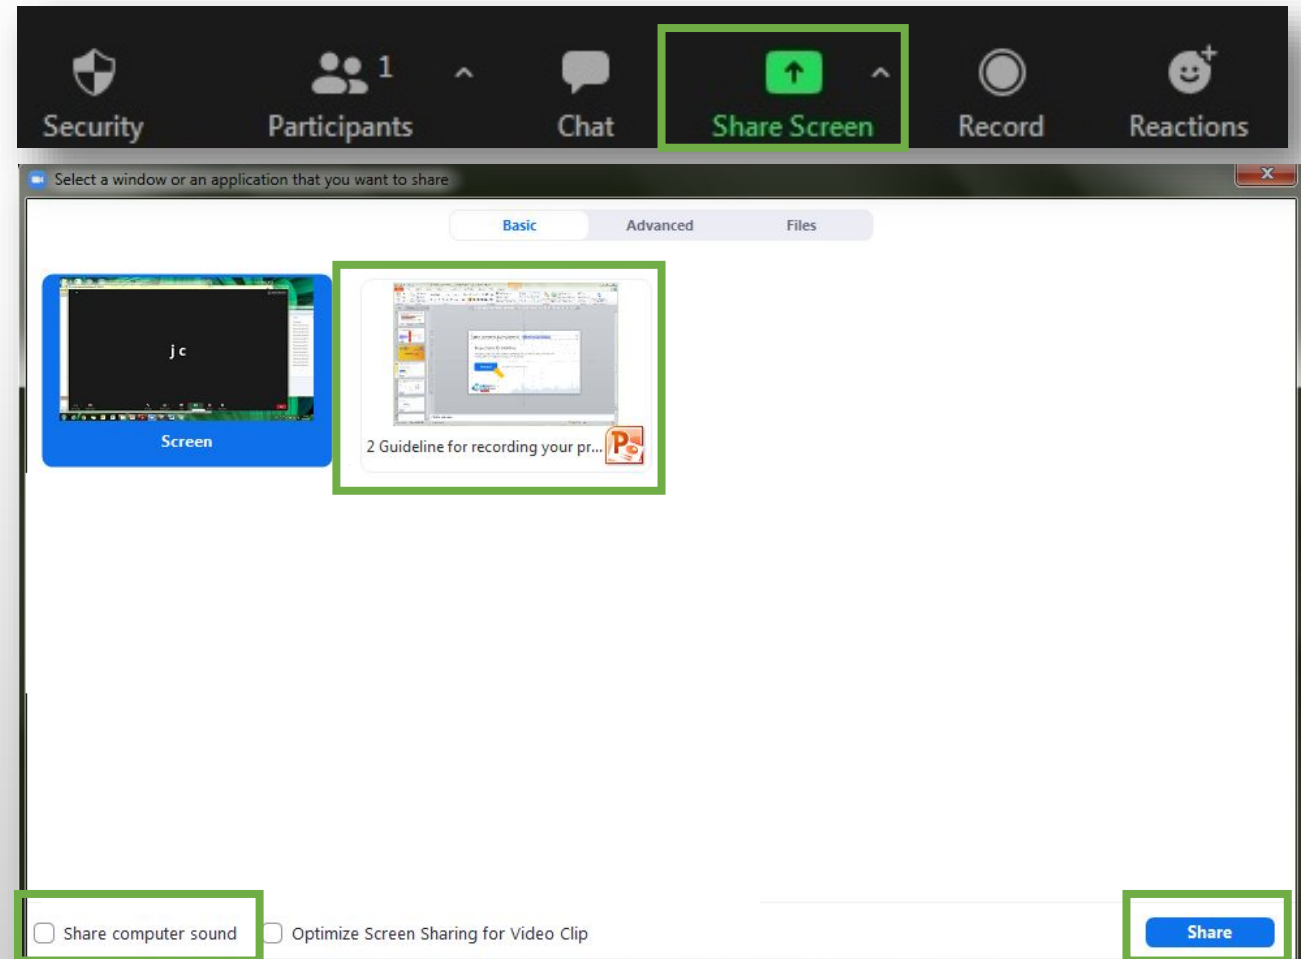 1
Security Participants Chat Share Screen Record Reactions
Select a window or an application that you want to share
x
Basic Advanced Files
j c
Screen
2 Guideline for recording your pr...
Share computer sound Optimize Screen Sharing for Video Clip Share